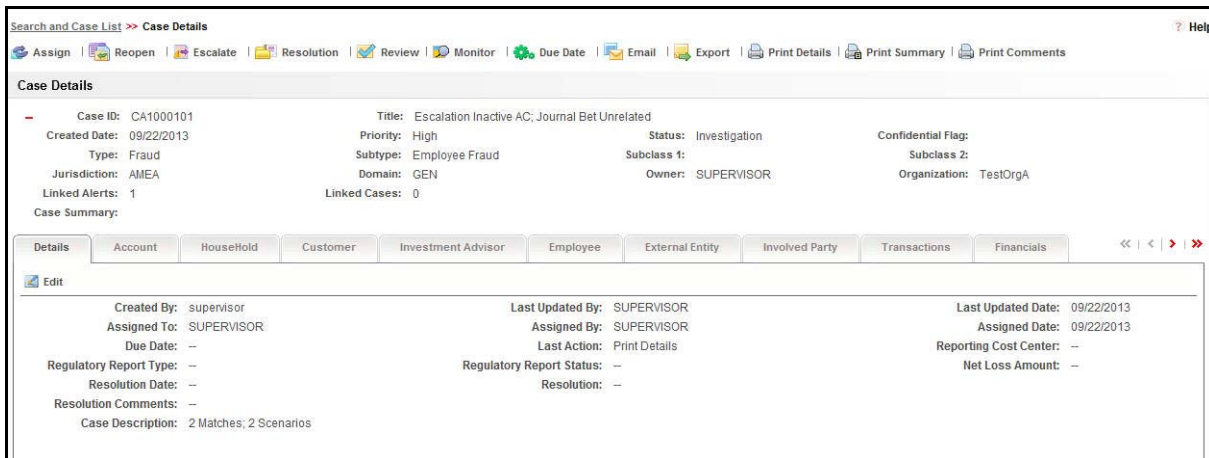 Search and Case List >> Case Details ? Help
Assign | Reopen | Escalate | Resolution | Review | Monitor | Due Date | Email | Export | Print Details | Print Summary | Print Comments
Case Details
Case ID: CA1000101 Title: Escalation Inactive AC; Journal Bet Unrelated
Created Date: 09/22/2013 Priority: High Status: Investigation Confidential Flag:
Type: Fraud Subtype: Employee Fraud Subclass 1: Subclass 2:
Jurisdiction: AMEA Domain: GEN Owner: SUPERVISOR Organization: TestOrgA
Linked Alerts: 1 Linked Cases: 0
Case Summary:
Details Account HouseHold Customer Investment Advisor Employee External Entity Involved Party Transactions Financials << | < | > | >>
Edit
Created By: supervisor Last Updated By: SUPERVISOR Last Updated Date: 09/22/2013
Assigned To: SUPERVISOR Assigned By: SUPERVISOR Assigned Date: 09/22/2013
Due Date: -- Last Action: Print Details Reporting Cost Center: --
Regulatory Report Type: -- Regulatory Report Status: -- Net Loss Amount: --
Resolution Date: -- Resolution: --
Resolution Comments: --
Case Description: 2 Matches; 2 Scenarios